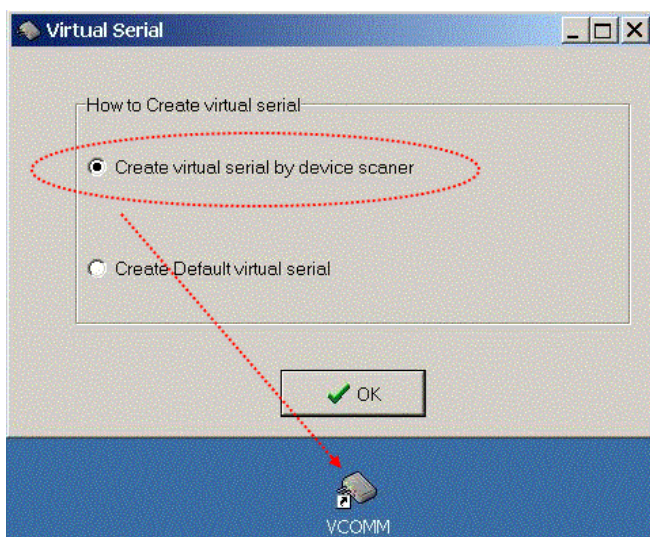 Virtual Serial
How to Create virtual serial
Create virtual serial by device scaner
Create Default virtual serial
OK
VCOMM